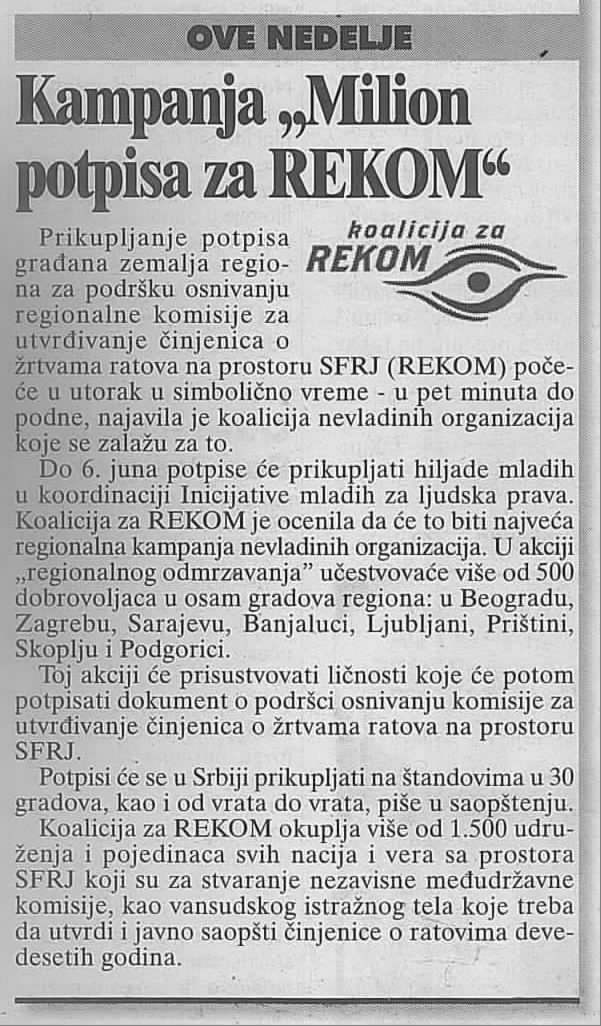 OVE NEDELJE
Kampanja „Milion
potpisa za REKOM“
koalicija za
REKOM
Prikupljanje potpisa
građana zemalja regio-
na za podršku osnivanju
regionalne komisije za
utvrđivanje činjenica o
žrtvama ratova na prostoru SFRJ (REKOM) poče-
će u utorak u simbolično vreme - u pet minuta do
podne, najavila je koalicija nevladinih organizacija
koje se zalažu za to.
Do 6. juna potpise će prikupljati hiljade mladih
u koordinaciji Inicijative mladih za ljudska prava.
Koalicija za REKOM je ocenila da će to biti najveća
regionalna kampanja nevladinih organizacija. U akciji
„regionalnog odmrzavanja” učestvovaće više od 500
dobrovoljaca u osam gradova regiona: u Beogradu,
Zagrebu, Sarajevu, Banjaluci, Ljubljani, Prištini,
Skoplju i Podgorici.
Toj akciji će prisustvovati ličnosti koje će potom
potpisati dokument o podršci osnivanju komisije za
utvrđivanje činjenica o žrtvama ratova na prostoru
SFRJ.
Potpisi će se u Srbiji prikupljati na štandovima u 30
gradova, kao i od vrata do vrata, piše u saopštenju.
Koalicija za REKOM okuplja više od 1.500 udru-
ženja i pojedinaca svih nacija i vera sa prostora
SFRJ koji su za stvaranje nezavisne međudržavne
komisije, kao vansudskog istražnog tela koje treba
da utvrdi i javno saopšti činjenice o ratovima deve-
desetih godina.